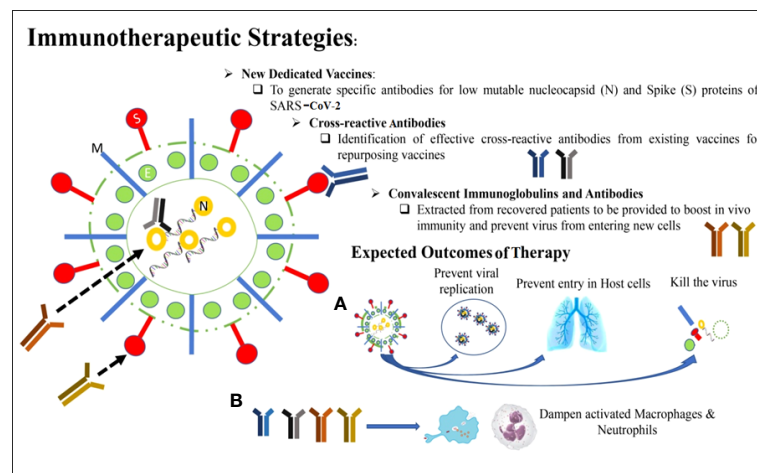 Immunotherapeutic Strategies:
➢ New Dedicated Vaccines:
❑ To generate specific antibodies for low mutable nucleocapsid (N) and Spike (S) proteins of
SARS-CoV-2
➢ Cross-reactive Antibodies
❑ Identification of effective cross-reactive antibodies from existing vaccines fo
repurposing vaccines
➢ Convalescent Immunoglobulins and Antibodies
❑ Extracted from recovered patients to be provided to boost in vivo
immunity and prevent virus from entering new cells
S
M
E
N
Expected Outcomes of Therapy
A
Prevent viral
replication
Prevent entry in Host cells
Kill the virus
B
Dampen activated Macrophages &
Neutrophils